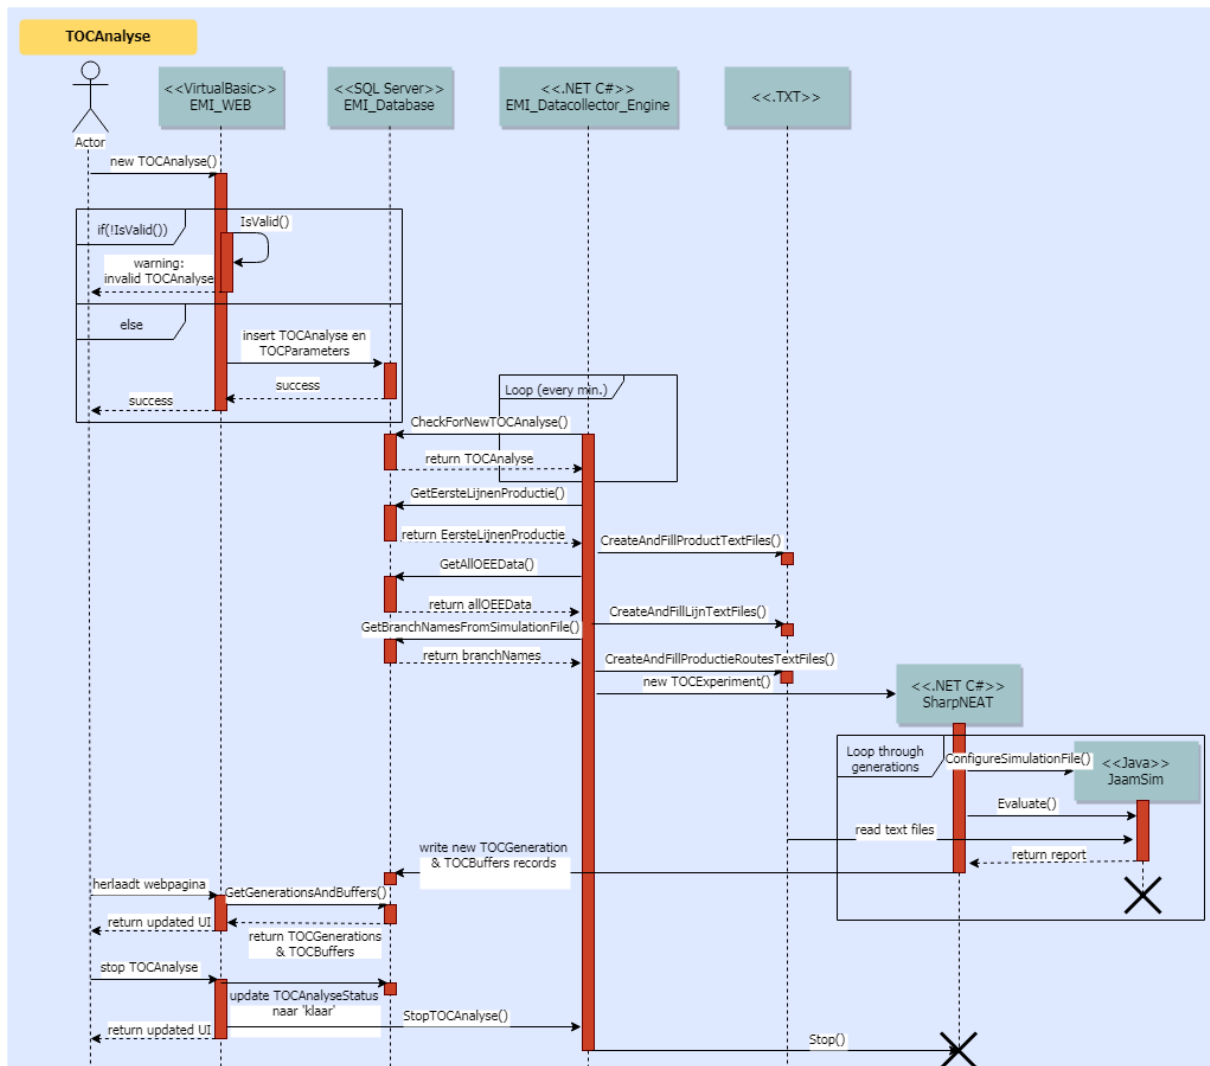 TOCAnalyse
<<VirtualBasic>>
EMI_WEB
<<SQL Server>>
EMI_Database
<<.NET C#>>
EMI_Datacollector_Engine
<<.TXT>>
Actor
new TOCAnalyse()
if(!IsValid())
IsValid()
warning:
invalid TOCAnalyse
else
insert TOCAnalyse en
TOCParameters
success
success
Loop (every min.)
CheckForNewTOCAnalyse()
return TOCAnalyse
GetEersteLijnenProductie()
return EersteLijnenProductie
CreateAndFillProductTextFiles()
GetAllOEEData()
return allOEEData
CreateAndFillLijnTextFiles()
GetBranchNamesFromSimulationFile()
return branchNames
CreateAndFillProductieRoutesTextFiles()
new TOCExperiment()
<<.NET C#>>
SharpNEAT
Loop through
generations
ConfigureSimulationFile()
<<Java>>
JaamSim
Evaluate()
read text files
return report
write new TOCGeneration
& TOCBuffers records
herlaadt webpagina
GetGenerationsAndBuffers()
return updated UI
return TOCGenerations
& TOCBuffers
stop TOCAnalyse
update TOCAnalyseStatus
naar 'klaar'
StopTOCAnalyse()
return updated UI
Stop()